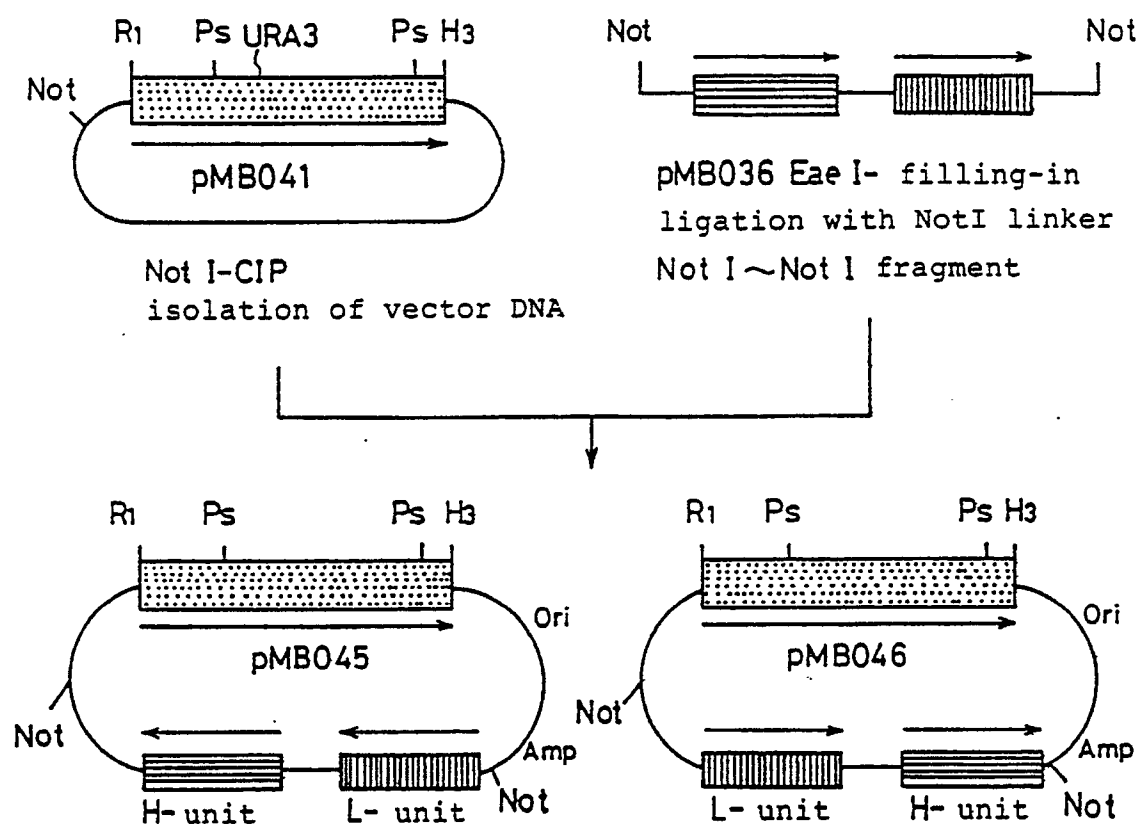 R1 Ps URA3 Ps H3
Not
pMB041
Not I-CIP
isolation of vector DNA
Not Not
pMB036 Eae I- filling-in
ligation with NotI linker
Not I~Not I fragment
R1 Ps Ps H3
Ori
pMB045
Not
Amp
Not
H-unit L-unit
R1 Ps Ps H3
Ori
pMB046
Not
Amp
Not
L-unit H-unit